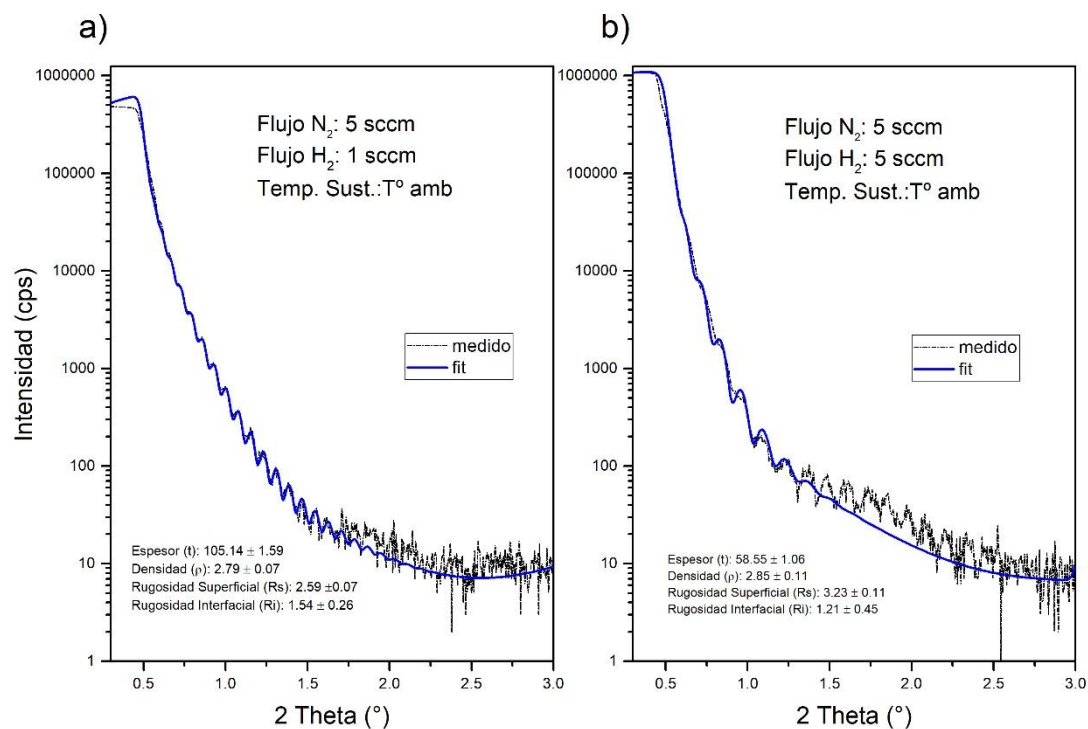 a)
Intensidad (cps)
1000000
100000
10000
1000
100
10
1
Flujo N₂: 5 sccm
Flujo H₂: 1 sccm
Temp. Sust.:Tº amb
medido
fit
Espesor (t): 105.14 ± 1.59
Densidad (ρ): 2.79 ± 0.07
Rugosidad Superficial (Rs): 2.59 ±0.07
Rugosidad Interfacial (Ri): 1.54 ± 0.26
0.5 1.0 1.5 2.0 2.5 3.0
2 Theta (°)
b)
1000000
100000
10000
1000
100
10
1
Flujo N₂: 5 sccm
Flujo H₂: 5 sccm
Temp. Sust.:Tº amb
medido
fit
Espesor (t): 58.55 ± 1.06
Densidad (ρ): 2.85 ± 0.11
Rugosidad Superficial (Rs): 3.23 ± 0.11
Rugosidad Interfacial (Ri): 1.21 ± 0.45
0.5 1.0 1.5 2.0 2.5 3.0
2 Theta (°)